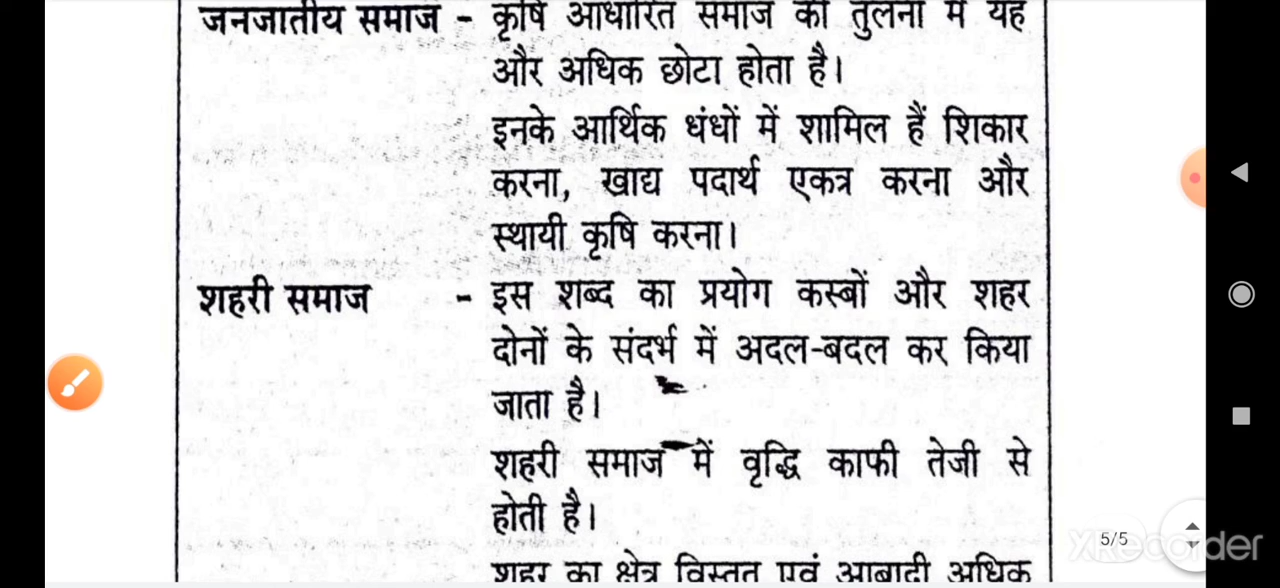 जनजातीय समाज - कृषि आधारित समाज की तुलना में यह
और अधिक छोटा होता है।
इनके आर्थिक धंधों में शामिल हैं शिकार
करना, खाद्य पदार्थ एकत्र करना और
स्थायी कृषि करना।
शहरी समाज - इस शब्द का प्रयोग कस्बों और शहर
दोनों के संदर्भ में अदल-बदल कर किया
जाता है।
शहरी समाज में वृद्धि काफी तेजी से
होती है।
शहर का क्षेत्र विस्तृत एवं आबादी अधिक
5/5
XRecorder